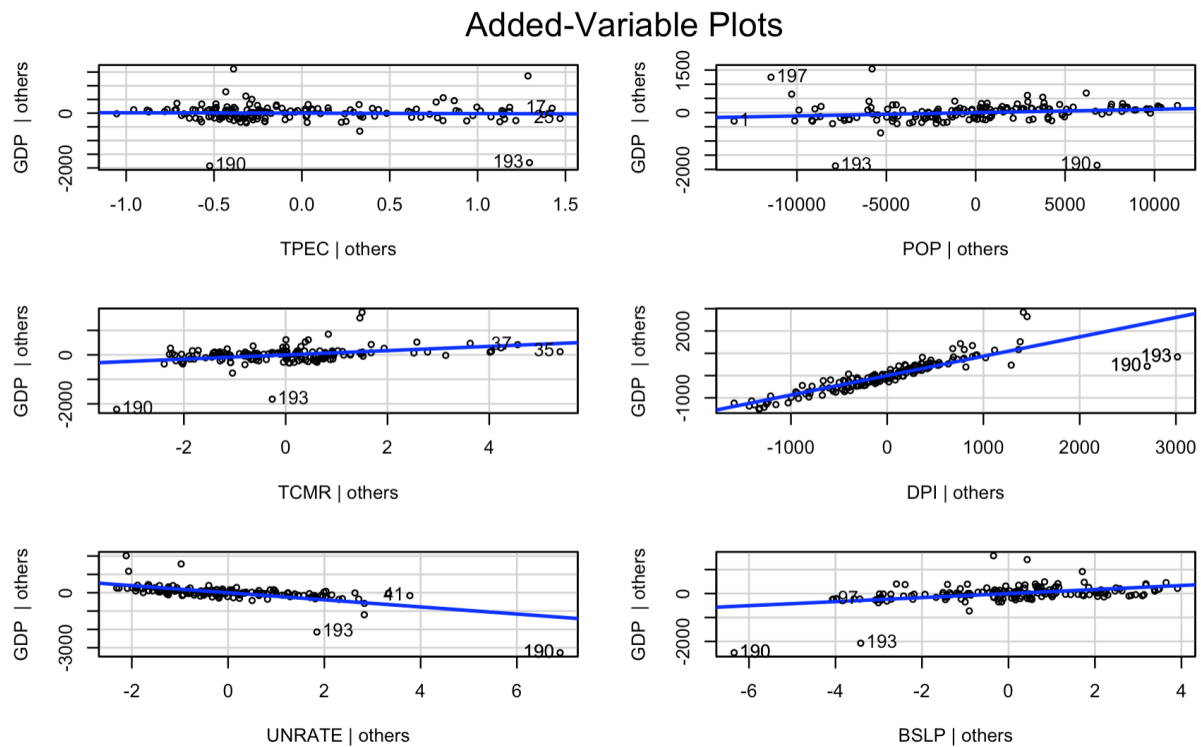 Added-Variable Plots
GDP | others
0
-2000
190
193
17
25
-1.0 -0.5 0.0 0.5 1.0 1.5
TPEC | others
GDP | others
1500
0
-2000
197
1
193
190
-10000 -5000 0 5000 10000
POP | others
GDP | others
0
-2000
190
193
37
35
-2 0 2 4
TCMR | others
GDP | others
2000
-1000
190
193
-1000 0 1000 2000 3000
DPI | others
GDP | others
0
-3000
41
193
190
-2 0 2 4 6
UNRATE | others
GDP | others
0
-2000
97
190
193
-6 -4 -2 0 2 4
BSLP | others